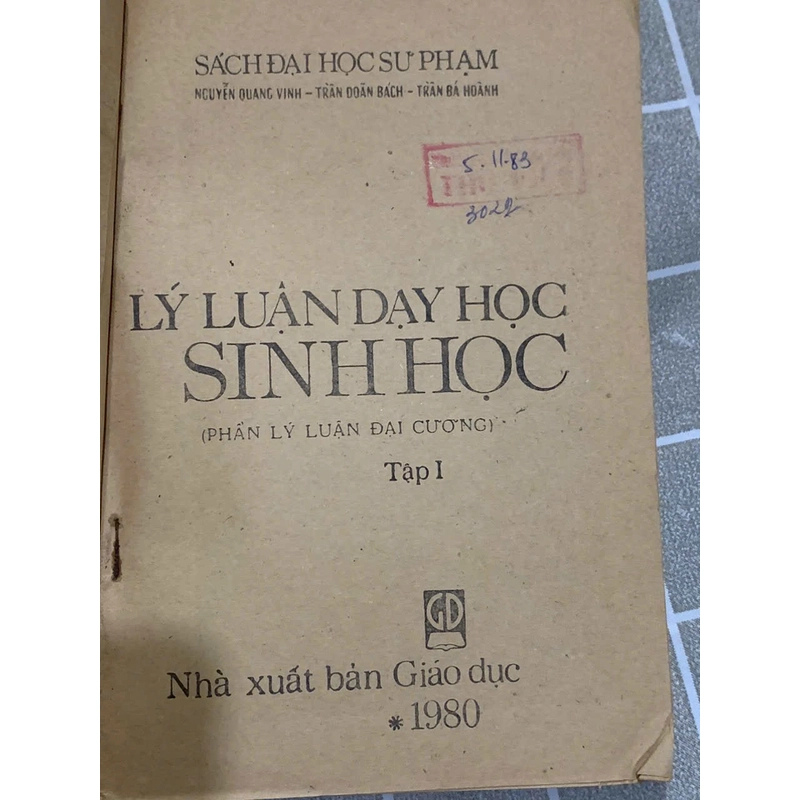 SÁCH ĐẠI HỌC SƯ PHẠM
NGUYỄN QUANG VINH – TRẦN DOÃN BÁCH – TRẦN BÁ HOÀNH
5.11.83
3022
LÝ LUẬN DẠY HỌC
SINH HỌC
(PHẦN LÝ LUẬN ĐẠI CƯƠNG)
Tập I
GD
Nhà xuất bản Giáo dục
* 1980